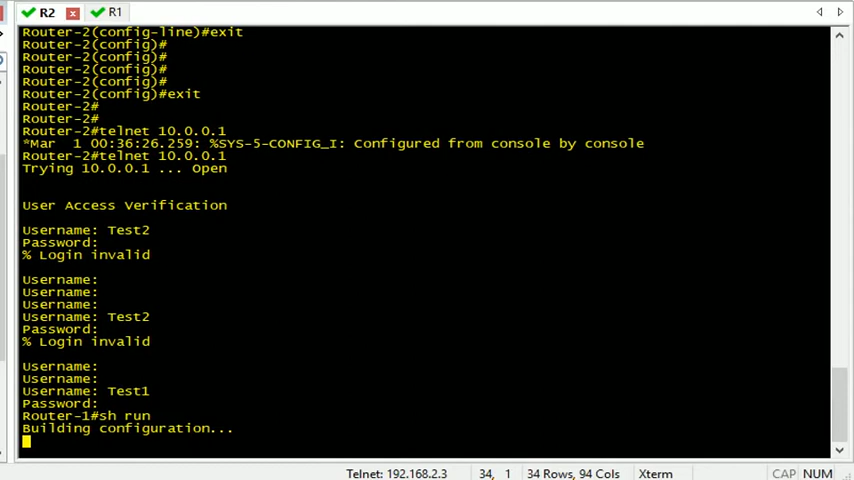 R2
R1
Router-2(config-line)#exit
Router-2(config)#
Router-2(config)#
Router-2(config)#
Router-2(config)#
Router-2(config)#exit
Router-2#
Router-2#
Router-2#telnet 10.0.0.1
*Mar  1 00:36:26.259: %SYS-5-CONFIG_I: Configured from console by console
Router-2#telnet 10.0.0.1
Trying 10.0.0.1 ... Open
User Access Verification
Username: Test2
Password:
% Login invalid
Username:
Username:
Username:
Username: Test2
Password:
% Login invalid
Username:
Username:
Username: Test1
Password:
Router-1#sh run
Building configuration...
Telnet: 192.168.2.3 34, 1 34 Rows, 94 Cols Xterm CAP NUM